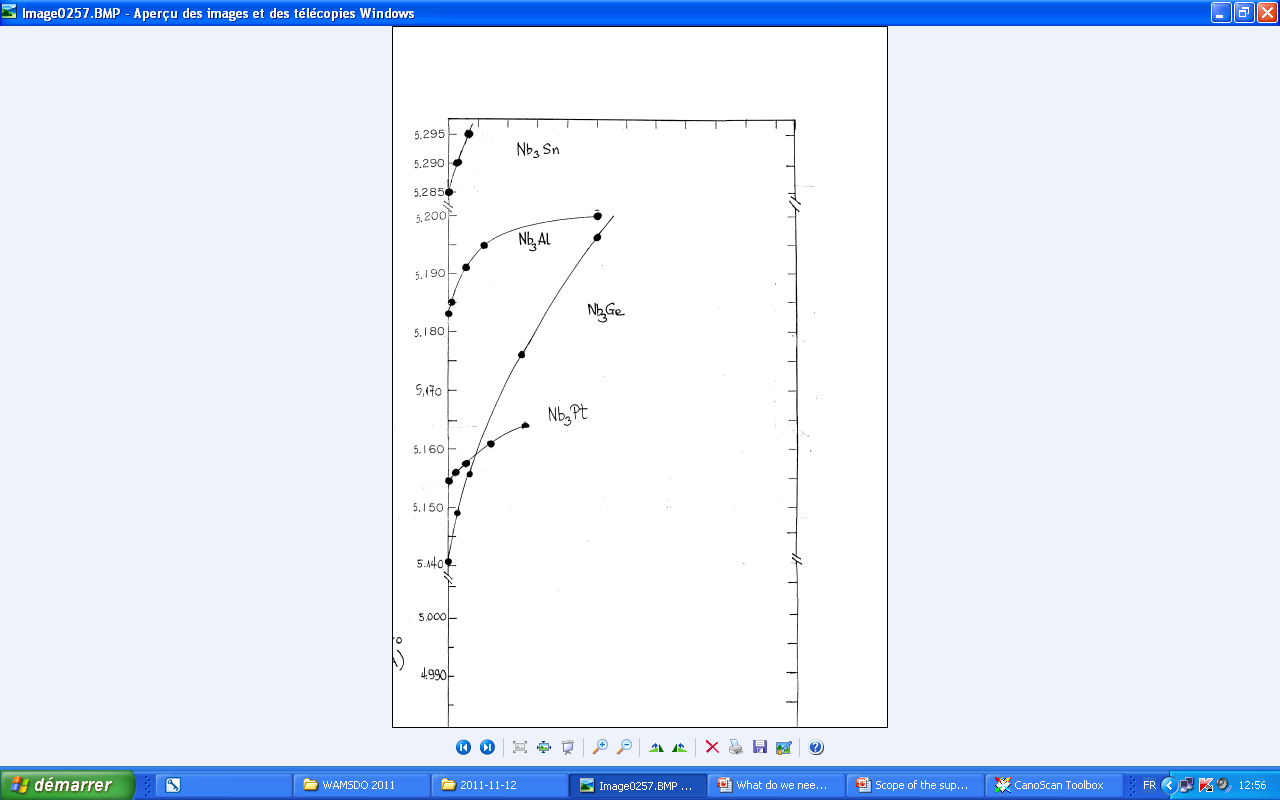 Image0257.BMP - Aperçu des images et des télécopies Windows
5.295
Nb3Sn
5.290
5.285
5.200
Nb3Al
5.190
Nb3Ge
5.180
5.170
Nb3Pt
5.160
5.150
5.140
5.000
4.990
démarrer
WAMSDO 2011
2011-11-12
Image0257.BMP ...
What do we nee...
Scope of the sup...
CanoScan Toolbox
FR
12:56